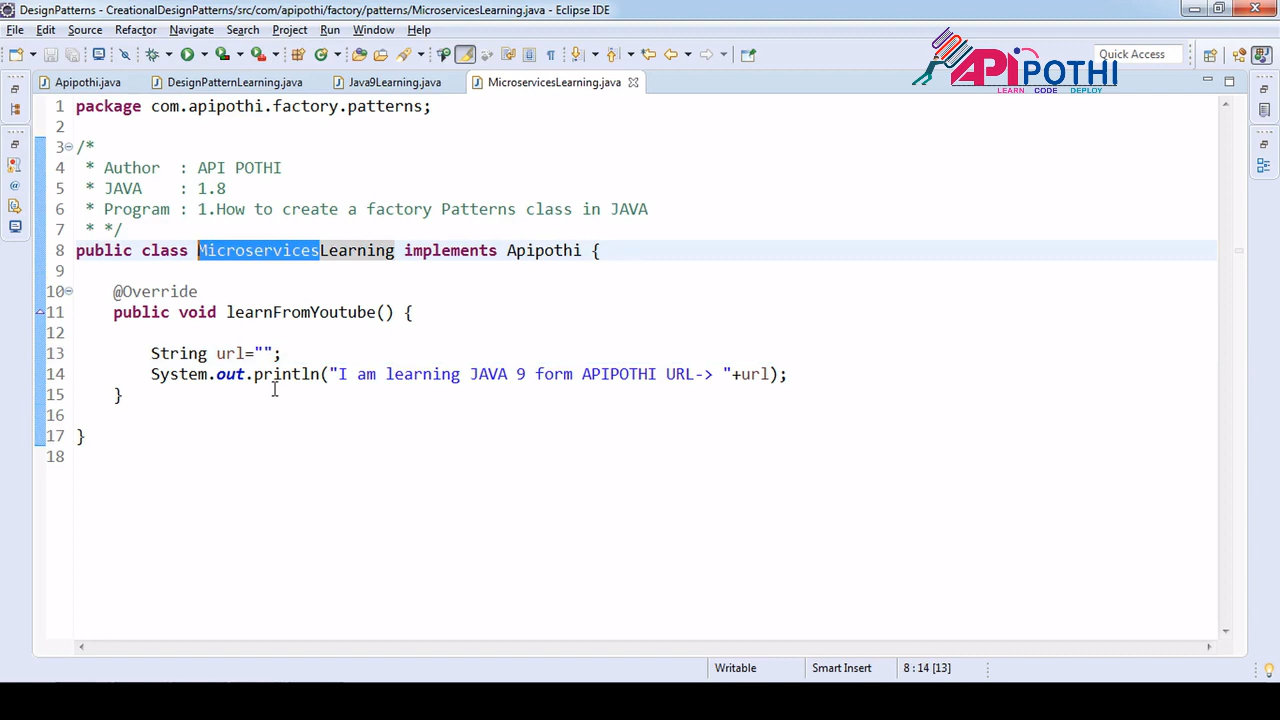 DesignPatterns - CreationalDesignPatterns/src/com/apipothi/factory/patterns/MicroservicesLearning.java - Eclipse IDE
File Edit Source Refactor Navigate Search Project Run Window Help
Quick Access
APIPOTHI
LEARN CODE DEPLOY
Apipothi.java DesignPatternLearning.java Java9Learning.java MicroservicesLearning.java
1 package com.apipothi.factory.patterns;
2
3 /*
4 * Author : API POTHI
5 * JAVA : 1.8
6 * Program : 1.How to create a factory Patterns class in JAVA
7 * */
8 public class MicroservicesLearning implements Apipothi {
9
10 @Override
11 public void learnFromYoutube() {
12
13 String url="";
14 System.out.println("I am learning JAVA 9 form APIPOTHI URL-> "+url);
15 }
16
17 }
18
Writable Smart Insert 8 : 14 [13]